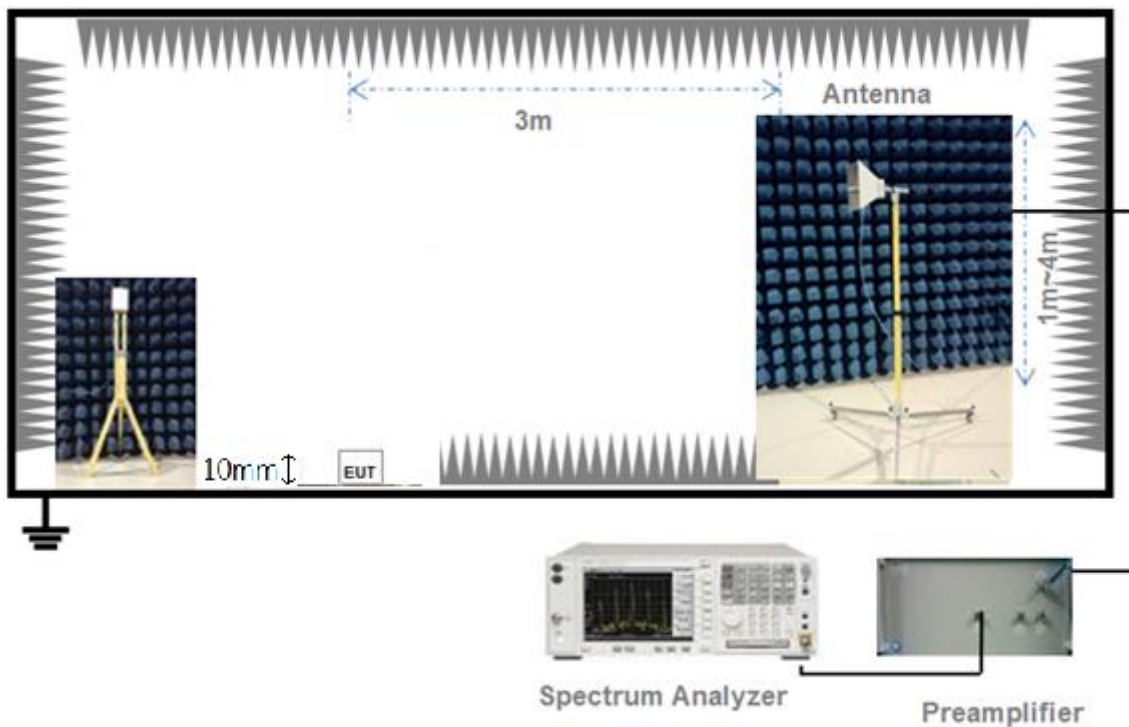 Antenna
3m
1m~4m
10mm
EUT
Spectrum Analyzer
Preamplifier